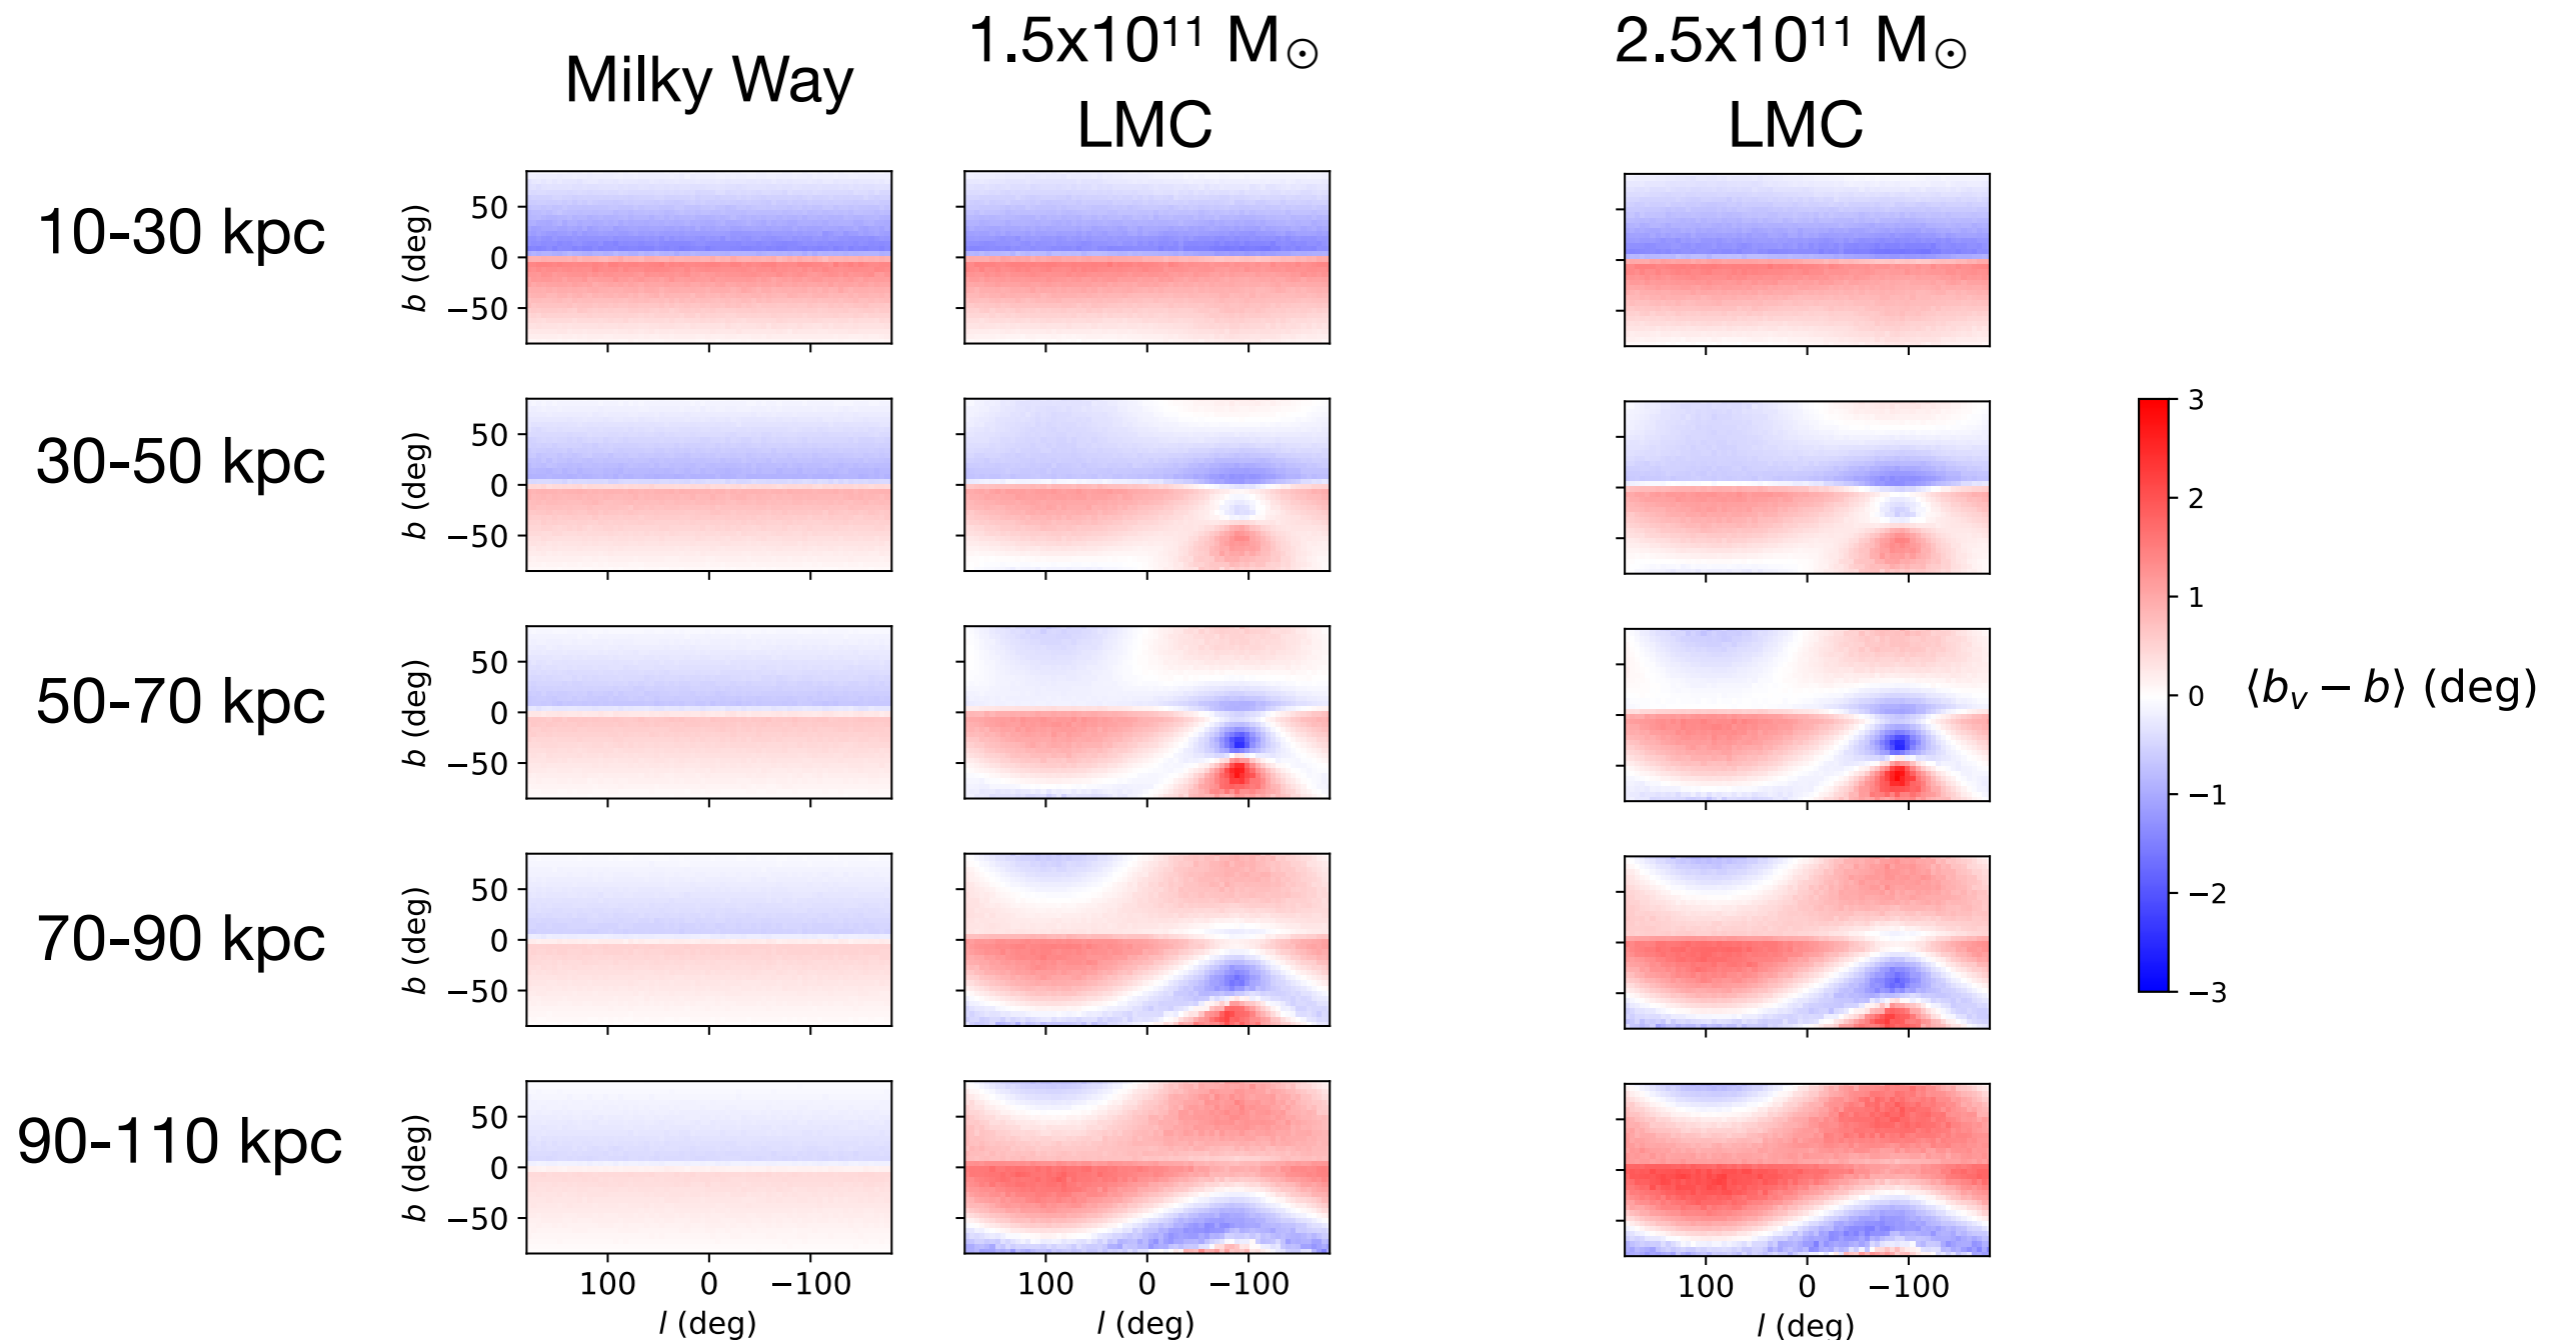 Milky Way
1.5x10¹¹ M☉
LMC
2.5x10¹¹ M☉
LMC
10-30 kpc
b (deg)
50
0
−50
30-50 kpc
b (deg)
50
0
−50
50-70 kpc
b (deg)
50
0
−50
70-90 kpc
b (deg)
50
0
−50
90-110 kpc
b (deg)
50
0
−50
100 0 −100
l (deg)
100 0 −100
l (deg)
100 0 −100
l (deg)
3
2
1
0
−1
−2
−3
⟨bᵥ − b⟩ (deg)